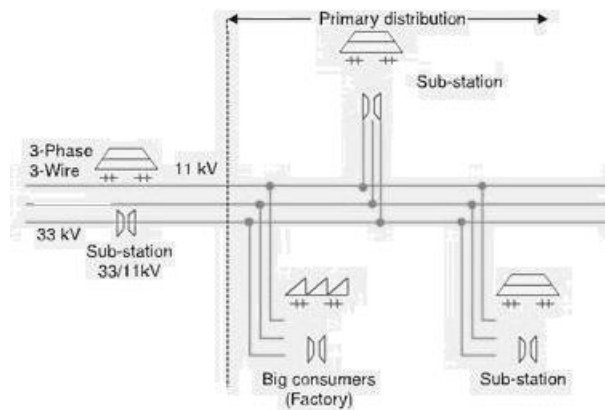 Primary distribution
Sub-station
3-Phase
3-Wire
11 kV
33 kV
Sub-station
33/11kV
Big consumers
(Factory)
Sub-station